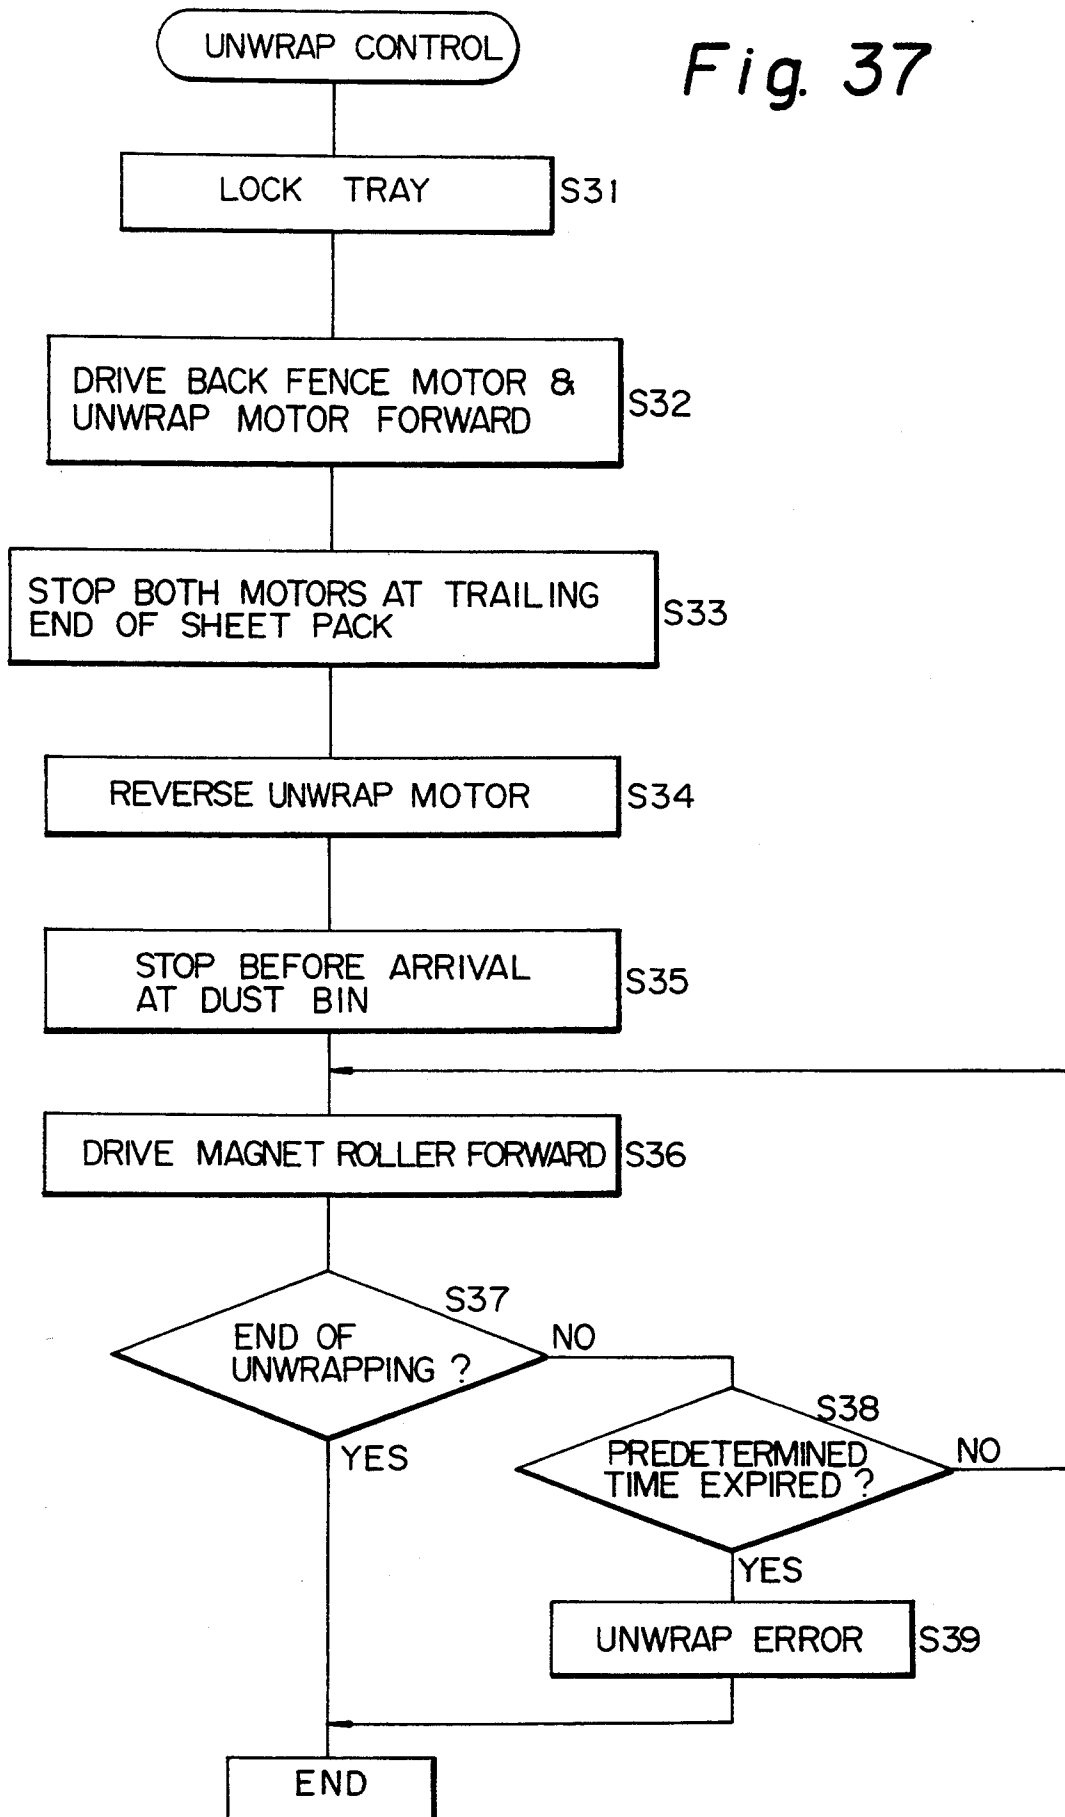 UNWRAP CONTROL
Fig. 37
LOCK TRAY
S31
DRIVE BACK FENCE MOTOR &
UNWRAP MOTOR FORWARD
S32
STOP BOTH MOTORS AT TRAILING
END OF SHEET PACK
S33
REVERSE UNWRAP MOTOR
S34
STOP BEFORE ARRIVAL
AT DUST BIN
S35
DRIVE MAGNET ROLLER FORWARD
S36
S37
END OF
UNWRAPPING ?
NO
YES
S38
PREDETERMINED
TIME EXPIRED ?
NO
YES
UNWRAP ERROR
S39
END